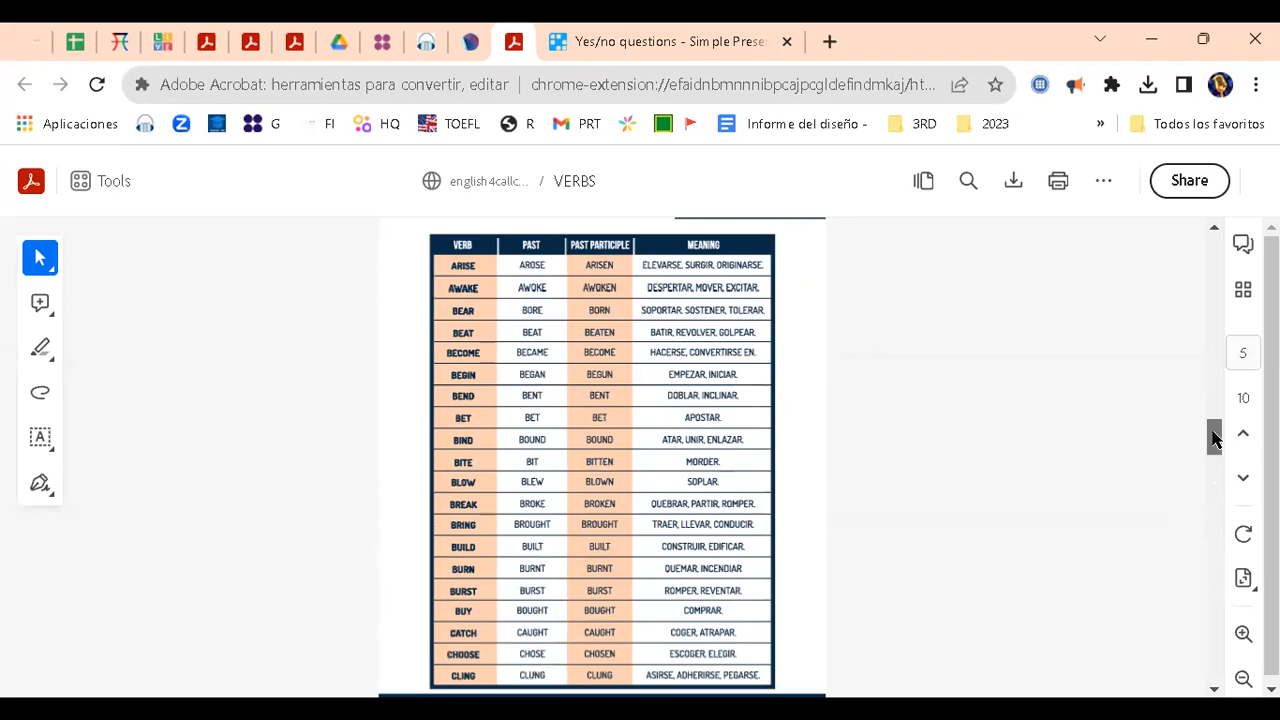 Yes/no questions - Simple Prese
Adobe Acrobat: herramientas para convertir, editar | chrome-extension://efaidnbmnnnibpcajpcglclefindmkaj/ht...
Aplicaciones G FI HQ TOEFL R PRT Informe del diseño - 3RD 2023 » Todos los favoritos
Tools english4callc... / VERBS Share
VERB PAST PAST PARTICIPLE MEANING
ARISE AROSE ARISEN ELEVARSE, SURGIR, ORIGINARSE.
AWAKE AWOKE AWOKEN DESPERTAR, MOVER, EXCITAR.
BEAR BORE BORN SOPORTAR. SOSTENER, TOLERAR.
BEAT BEAT BEATEN BATIR, REVOLVER, GOLPEAR.
BECOME BECAME BECOME HACERSE, CONVERTIRSE EN.
BEGIN BEGAN BEGUN EMPEZAR, INICIAR.
BEND BENT BENT DOBLAR, INCLINAR.
BET BET BET APOSTAR.
BIND BOUND BOUND ATAR, UNIR, ENLAZAR.
BITE BIT BITTEN MORDER.
BLOW BLEW BLOWN SOPLAR.
BREAK BROKE BROKEN QUEBRAR, PARTIR, ROMPER.
BRING BROUGHT BROUGHT TRAER, LLEVAR, CONDUCIR.
BUILD BUILT BUILT CONSTRUIR, EDIFICAR.
BURN BURNT BURNT QUEMAR, INCENDIAR
BURST BURST BURST ROMPER, REVENTAR.
BUY BOUGHT BOUGHT COMPRAR.
CATCH CAUGHT CAUGHT COGER, ATRAPAR.
CHOOSE CHOSE CHOSEN ESCOGER, ELEGIR.
CLING CLUNG CLUNG ASIRSE, ADHERIRSE, PEGARSE.
5
10